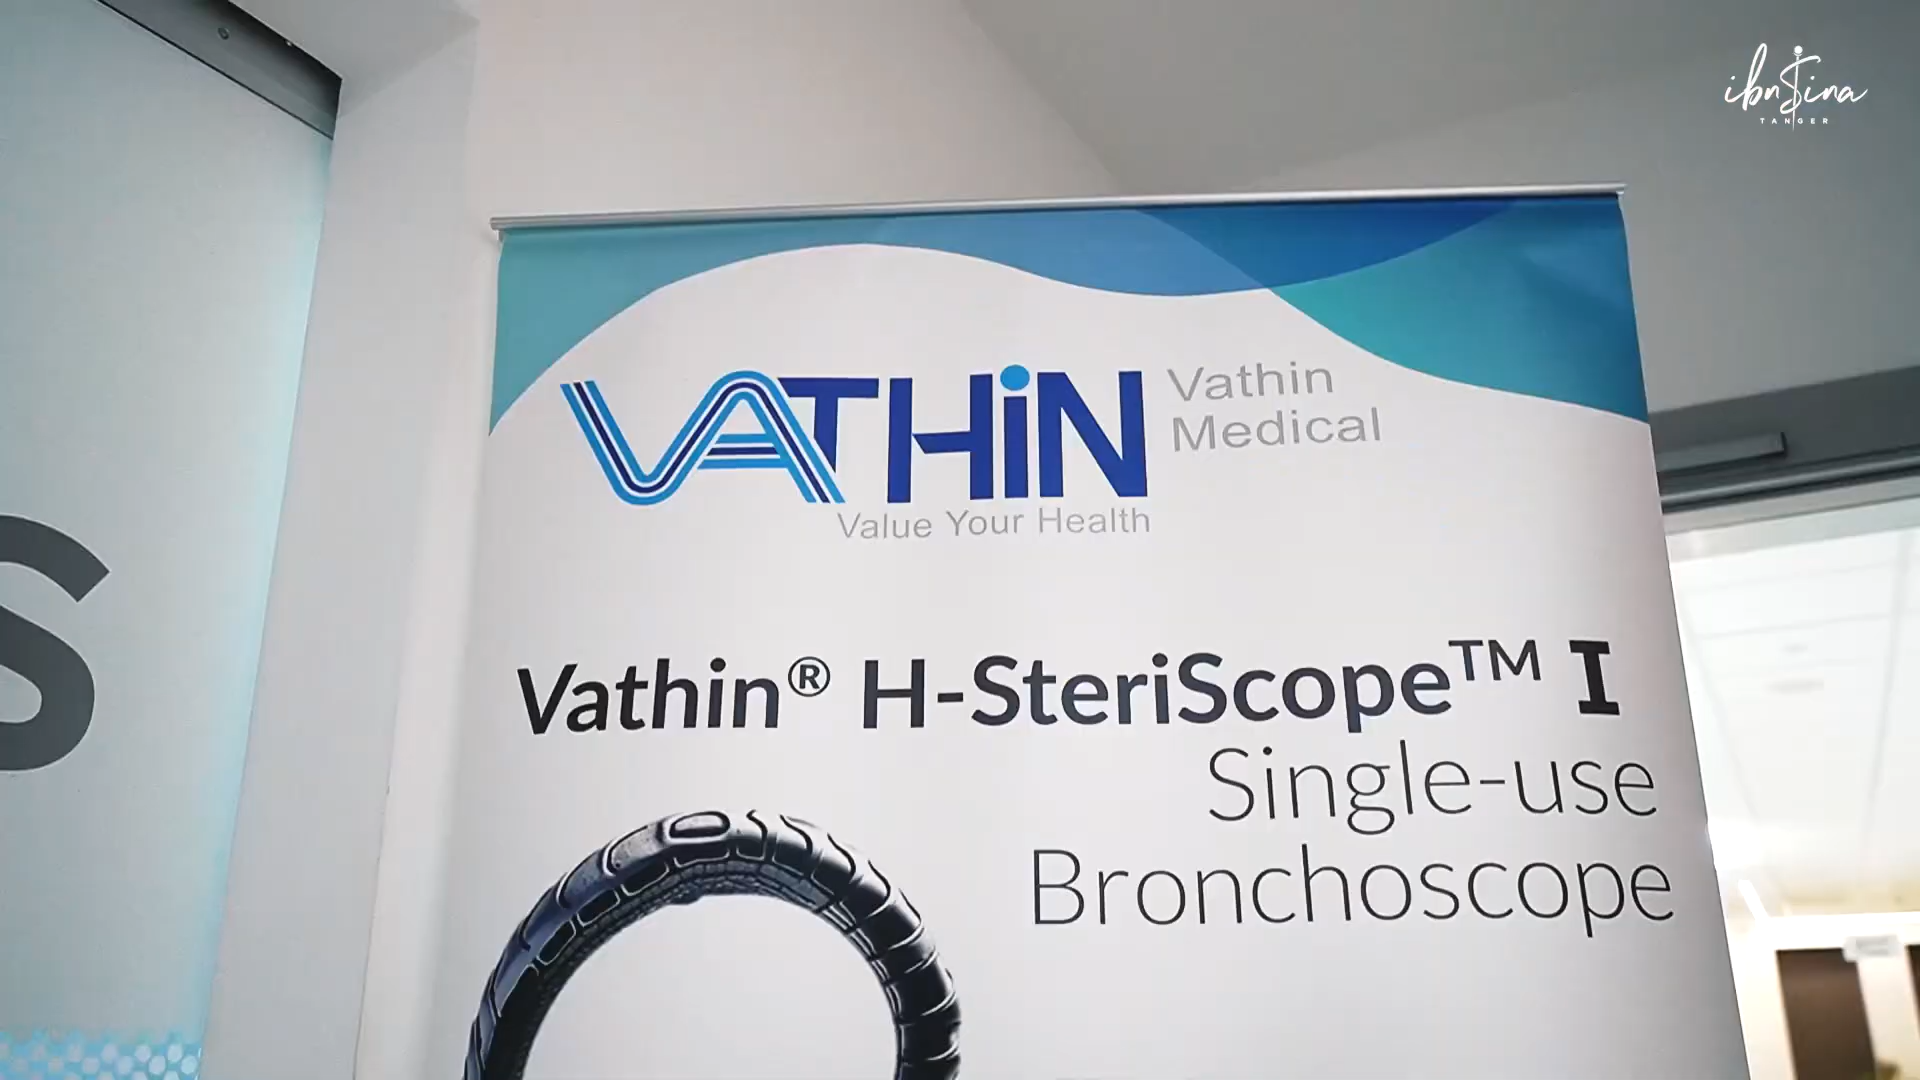 ibnSina
TANGER
VATHiN
Vathin
Medical
Value Your Health
Vathin® H-SteriScope™ I
Single-use
Bronchoscope
S